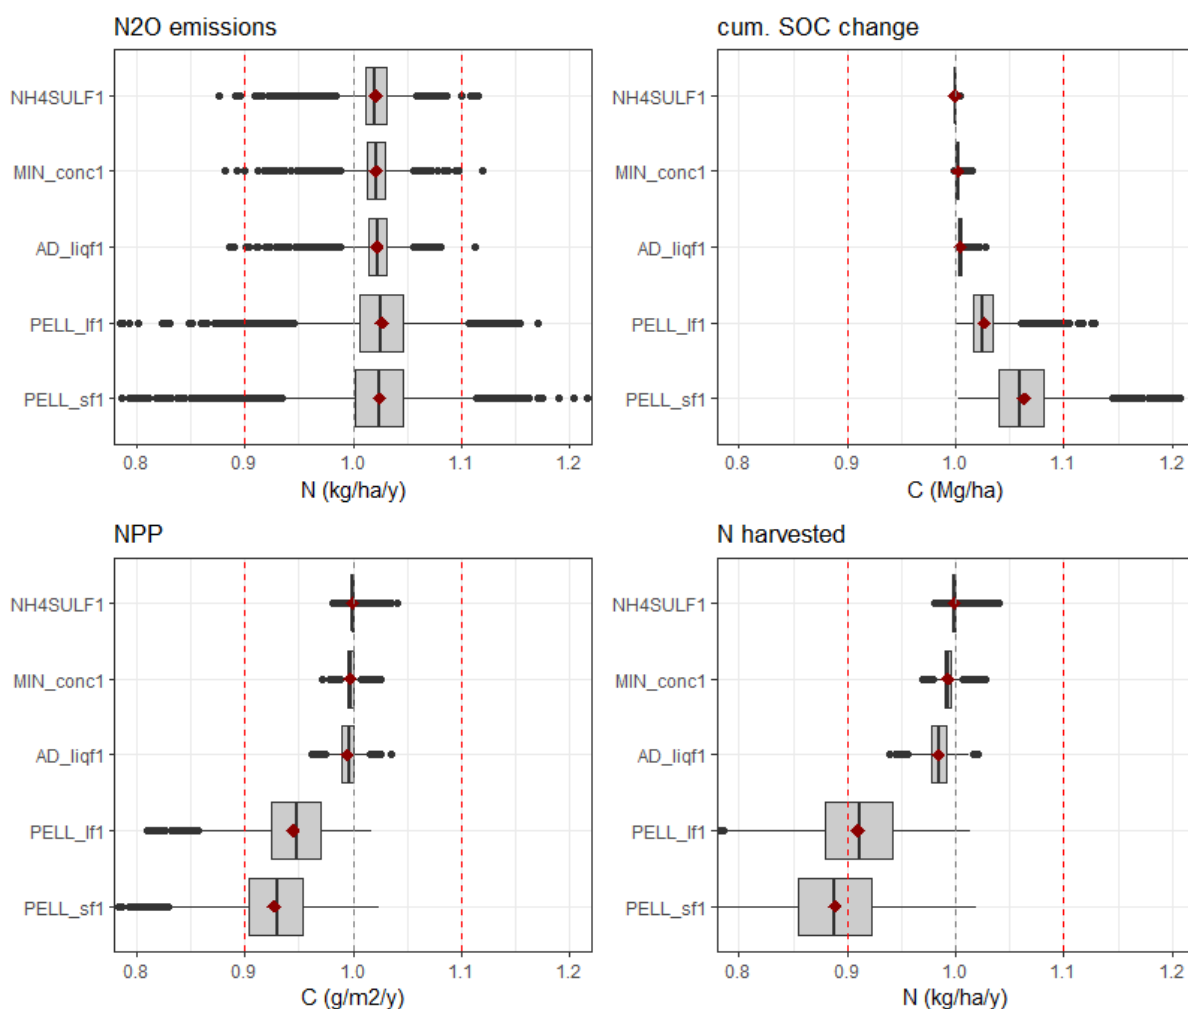 N2O emissions
NH4SULF1
MIN_conc1
AD_liqf1
PELL_lf1
PELL_sf1
0.8 0.9 1.0 1.1 1.2
N (kg/ha/y)
cum. SOC change
NH4SULF1
MIN_conc1
AD_liqf1
PELL_lf1
PELL_sf1
0.8 0.9 1.0 1.1 1.2
C (Mg/ha)
NPP
NH4SULF1
MIN_conc1
AD_liqf1
PELL_lf1
PELL_sf1
0.8 0.9 1.0 1.1 1.2
C (g/m2/y)
N harvested
NH4SULF1
MIN_conc1
AD_liqf1
PELL_lf1
PELL_sf1
0.8 0.9 1.0 1.1 1.2
N (kg/ha/y)